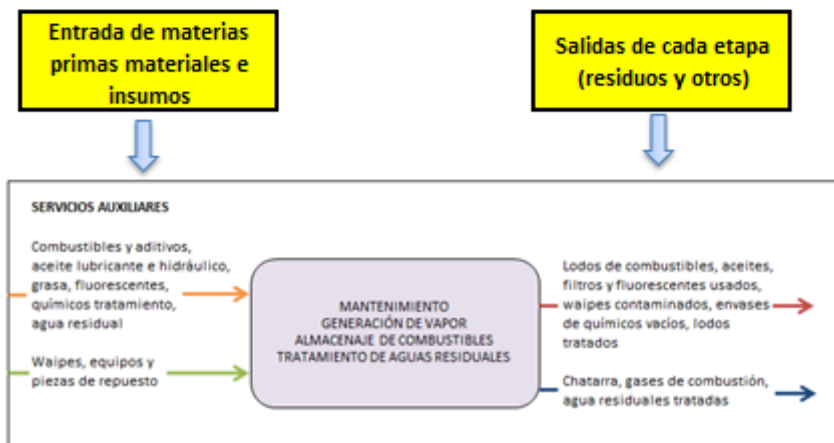 Entrada de materias
primas materiales e
insumos
Salidas de cada etapa
(residuos y otros)
SERVICIOS AUXILIARES
Combustibles y aditivos,
aceite lubricante e hidráulico,
grasa, fluorescentes,
químicos tratamiento,
agua residual
Waipes, equipos y
piezas de repuesto
MANTENIMIENTO
GENERACIÓN DE VAPOR
ALMACENAJE DE COMBUSTIBLES
TRATAMIENTO DE AGUAS RESIDUALES
Lodos de combustibles, aceites,
filtros y fluorescentes usados,
waipes contaminados, envases
de químicos vacíos, lodos
tratados
Chatarra, gases de combustión,
agua residuales tratadas